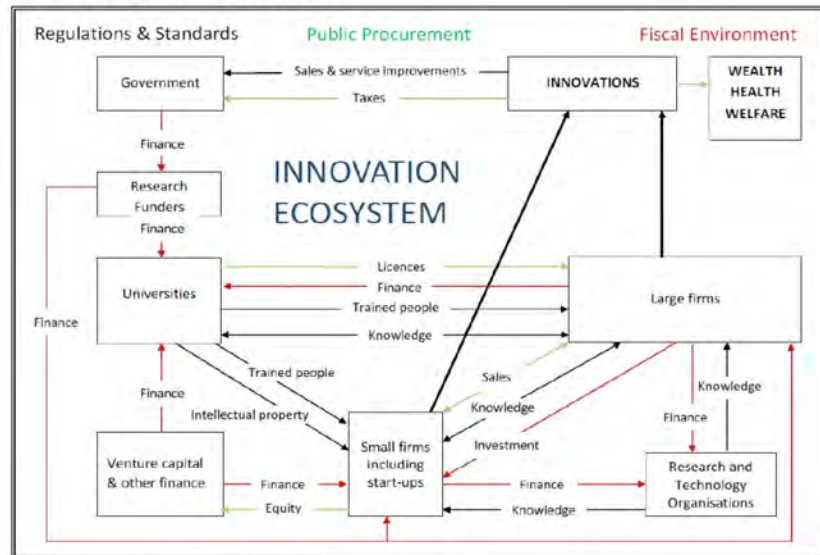 Regulations & Standards
Public Procurement
Fiscal Environment
Government
Sales & service improvements
Taxes
INNOVATIONS
WEALTH
HEALTH
WELFARE
Finance
INNOVATION
ECOSYSTEM
Research
Funders
Finance
Universities
Licences
Finance
Trained people
Knowledge
Large firms
Finance
Trained people
Intellectual property
Sales
Knowledge
Investment
Finance
Knowledge
Finance
Venture capital
& other finance
Finance
Equity
Small firms
including
start-ups
Finance
Knowledge
Research and
Technology
Organisations